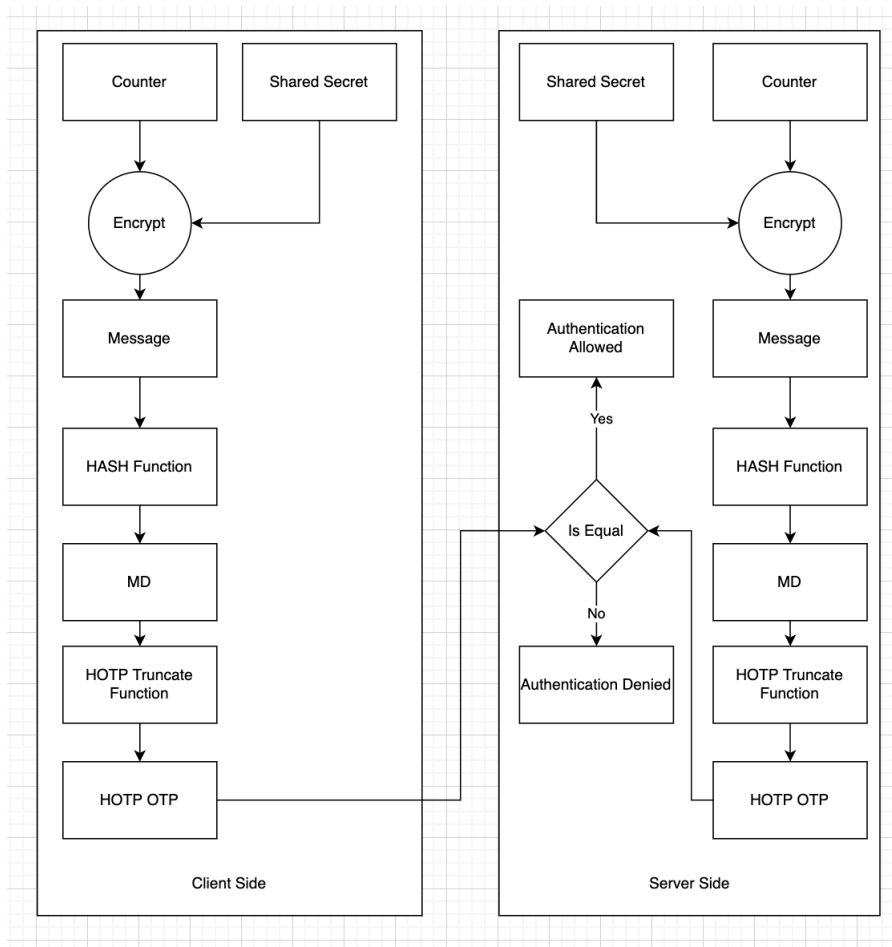 Counter
Shared Secret
Encrypt
Message
HASH Function
MD
HOTP Truncate
Function
HOTP OTP
Client Side
Shared Secret
Counter
Encrypt
Authentication
Allowed
Message
Yes
HASH Function
Is Equal
MD
No
Authentication Denied
HOTP Truncate
Function
HOTP OTP
Server Side